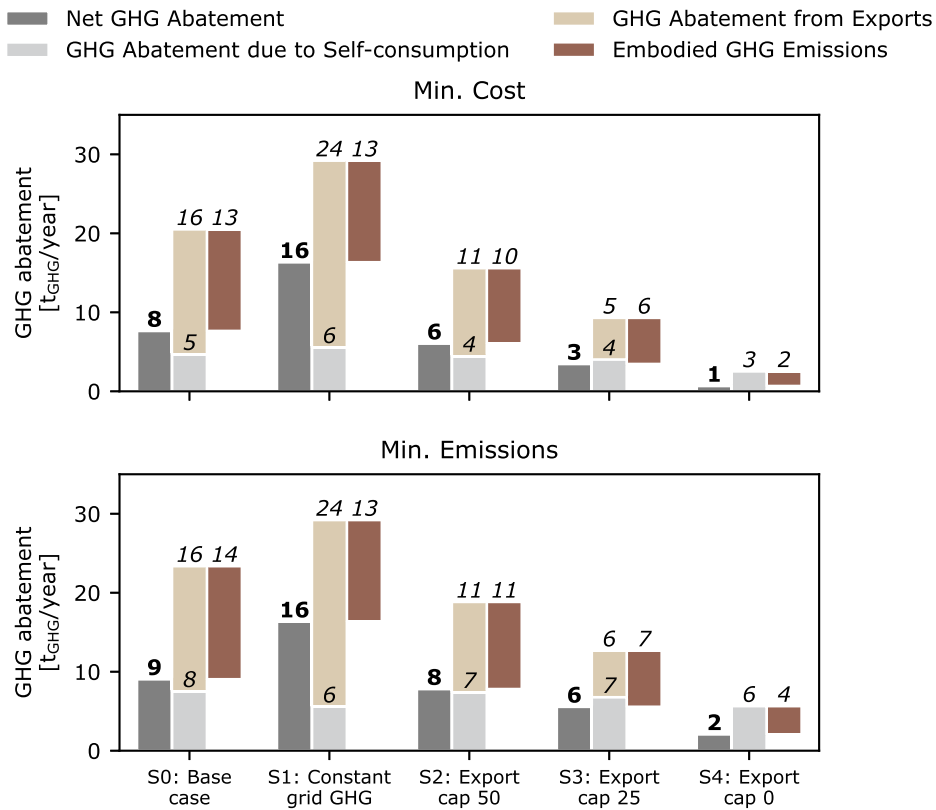 Net GHG Abatement
GHG Abatement due to Self-consumption
GHG Abatement from Exports
Embodied GHG Emissions
Min. Cost
GHG abatement
[tGHG/year]
30
20
10
0
8
5
16
13
16
6
24
13
6
4
11
10
3
4
5
6
1
3
2
Min. Emissions
GHG abatement
[tGHG/year]
30
20
10
0
9
8
16
14
16
6
24
13
8
7
11
11
6
7
6
7
2
6
4
S0: Base
case
S1: Constant
grid GHG
S2: Export
cap 50
S3: Export
cap 25
S4: Export
cap 0